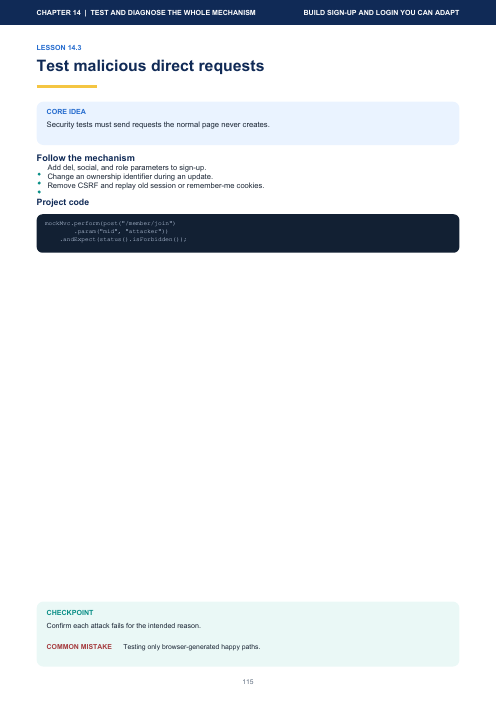 CHAPTER 14 | TEST AND DIAGNOSE THE WHOLE MECHANISM
BUILD SIGN-UP AND LOGIN YOU CAN ADAPT
LESSON 14.3
Test malicious direct requests
CORE IDEA
Security tests must send requests the normal page never creates.
Follow the mechanism
Add del, social, and role parameters to sign-up.
• Change an ownership identifier during an update.
• Remove CSRF and replay old session or remember-me cookies.
•
Project code
mockMvc.perform(post("/member/join")
.param("mid", "attacker"))
.andExpect(status().isForbidden());
CHECKPOINT
Confirm each attack fails for the intended reason.
COMMON MISTAKE Testing only browser-generated happy paths.
115